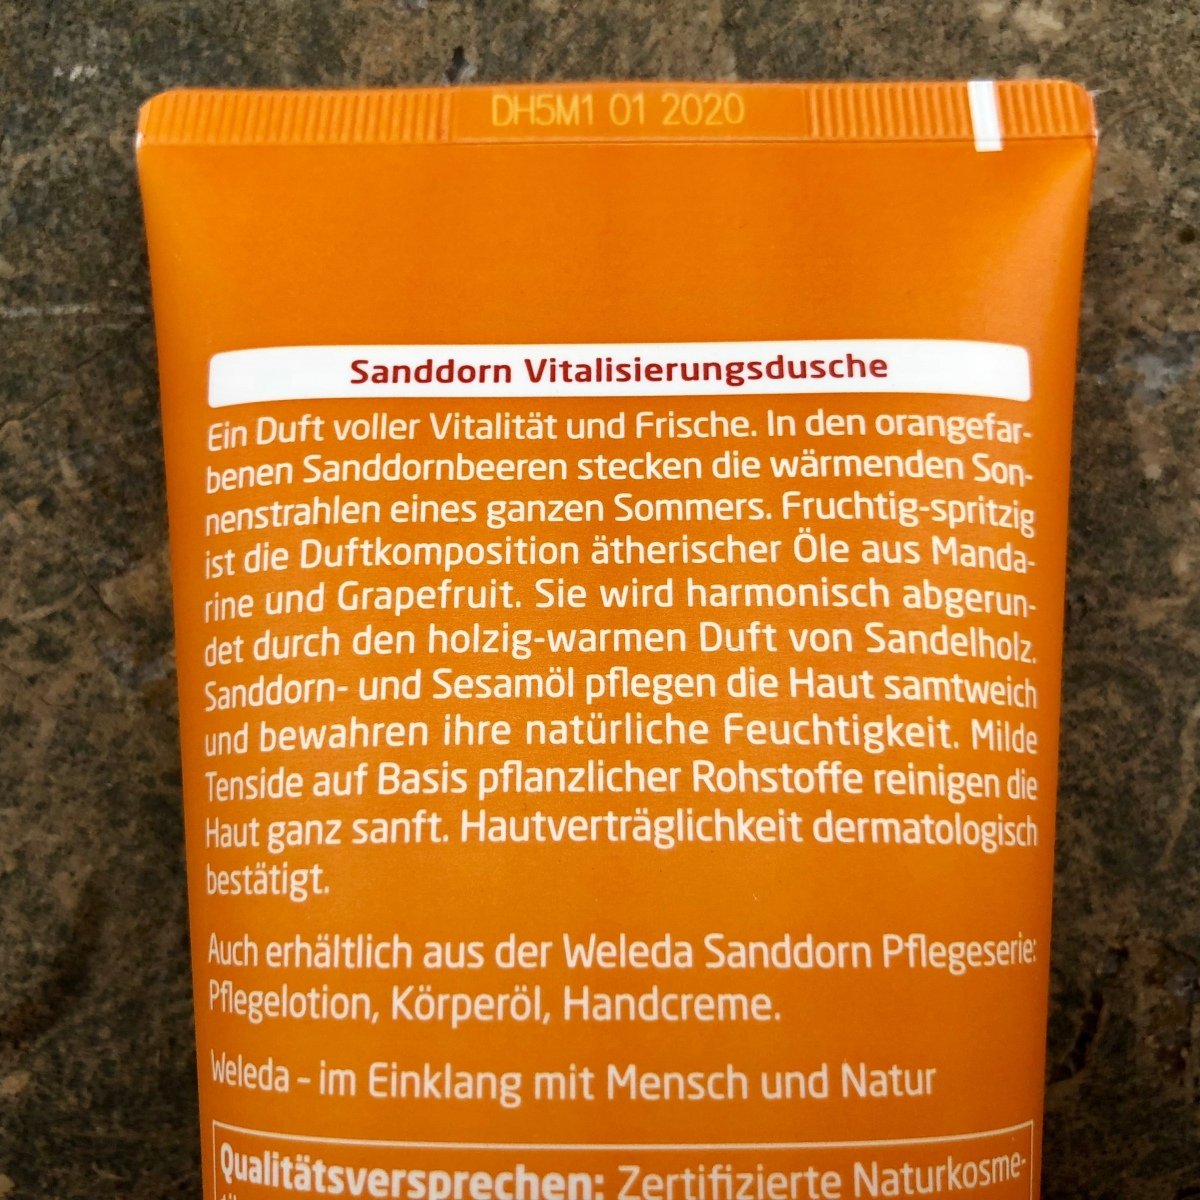 DH5M1 01 2020
Sanddorn Vitalisierungsdusche
Ein Duft voller Vitalität und Frische. In den orangefar-
benen Sanddornbeeren stecken die wärmenden Son-
nenstrahlen eines ganzen Sommers. Fruchtig-spritzig
ist die Duftkomposition ätherischer Öle aus Manda-
rine und Grapefruit. Sie wird harmonisch abgerun-
det durch den holzig-warmen Duft von Sandelholz.
Sanddorn- und Sesamöl pflegen die Haut samtweich
und bewahren ihre natürliche Feuchtigkeit. Milde
Tenside auf Basis pflanzlicher Rohstoffe reinigen die
Haut ganz sanft. Hautverträglichkeit dermatologisch
bestätigt.
Auch erhältlich aus der Weleda Sanddorn Pflegeserie:
Pflegelotion, Körperöl, Handcreme.
Weleda – im Einklang mit Mensch und Natur
Qualitätsversprechen: Zertifizierte Naturkosme-